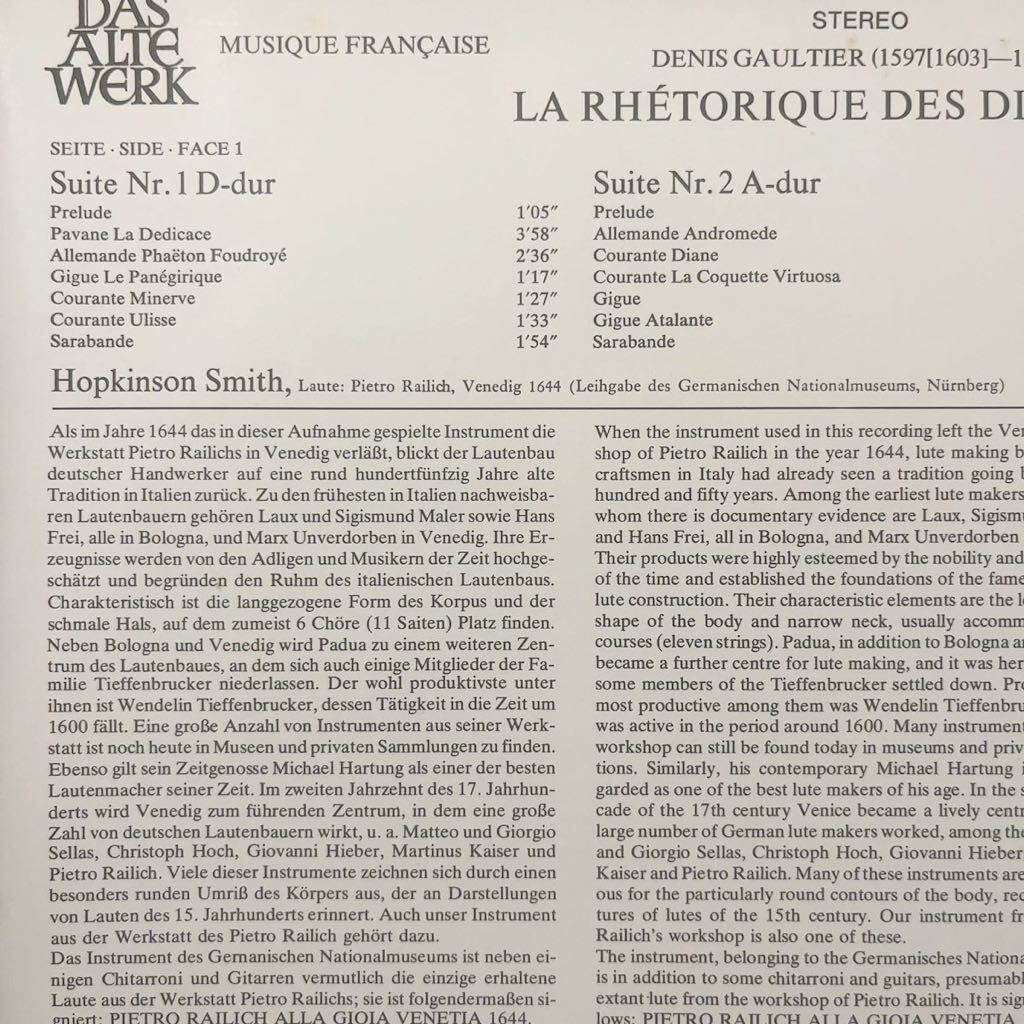 DAS
ALTE
WERK
MUSIQUE FRANÇAISE
STEREO
DENIS GAULTIER (1597[1603]—1
LA RHÉTORIQUE DES
SEITE · SIDE · FACE 1
Suite Nr. 1 D-dur
Prelude 1′05″
Pavane La Dedicace 3′58″
Allemande Phaëton Foudroyé 2′36″
Gigue Le Panégirique 1′17″
Courante Minerve 1′27″
Courante Ulisse 1′33″
Sarabande 1′54″
Suite Nr. 2 A-dur
Prelude
Allemande Andromede
Courante Diane
Courante La Coquette Virtuosa
Gigue
Gigue Atalante
Sarabande
Hopkinson Smith, Laute: Pietro Railich, Venedig 1644 (Leihgabe des Germanischen Nationalmuseums, Nürnberg)
Als im Jahre 1644 das in dieser Aufnahme gespielte Instrument die
Werkstatt Pietro Railichs in Venedig verläßt, blickt der Lautenbau
deutscher Handwerker auf eine rund hundertfünfzig Jahre alte
Tradition in Italien zurück. Zu den frühesten in Italien nachweisba-
ren Lautenbauern gehören Laux und Sigismund Maler sowie Hans
Frei, alle in Bologna, und Marx Unverdorben in Venedig. Ihre Er-
zeugnisse werden von den Adligen und Musikern der Zeit hochge-
schätzt und begründen den Ruhm des italienischen Lautenbaus.
Charakteristisch ist die langgezogene Form des Korpus und der
schmale Hals, auf dem zumeist 6 Chöre (11 Saiten) Platz finden.
Neben Bologna und Venedig wird Padua zu einem weiteren Zen-
trum des Lautenbaues, an dem sich auch einige Mitglieder der Fa-
milie Tieffenbrucker niederlassen. Der wohl produktivste unter
ihnen ist Wendelin Tieffenbrucker, dessen Tätigkeit in die Zeit um
1600 fällt. Eine große Anzahl von Instrumenten aus seiner Werk-
statt ist noch heute in Museen und privaten Sammlungen zu finden.
Ebenso gilt sein Zeitgenosse Michael Hartung als einer der besten
Lautenmacher seiner Zeit. Im zweiten Jahrzehnt des 17. Jahrhun-
derts wird Venedig zum führenden Zentrum, in dem eine große
Zahl von deutschen Lautenbauern wirkt, u. a. Matteo und Giorgio
Sellas, Christoph Hoch, Giovanni Hieber, Martinus Kaiser und
Pietro Railich. Viele dieser Instrumente zeichnen sich durch einen
besonders runden Umriß des Körpers aus, der an Darstellungen
von Lauten des 15. Jahrhunderts erinnert. Auch unser Instrument
aus der Werkstatt des Pietro Railich gehört dazu.
Das Instrument des Germanischen Nationalmuseums ist neben ei-
nigen Chitarroni und Gitarren vermutlich die einzige erhaltene
Laute aus der Werkstatt Pietro Railichs; sie ist folgendermaßen si-
gniert: PIETRO RAILICH ALLA GIOIA VENETIA 1644.
When the instrument used in this recording left the
shop of Pietro Railich in the year 1644, lute making
craftsmen in Italy had already seen a tradition going
hundred and fifty years. Among the earliest lute makers
whom there is documentary evidence are Laux,
and Hans Frei, all in Bologna, and Marx Unverdorben
Their products were highly esteemed by the nobility and
of the time and established the foundations of the fame
lute construction. Their characteristic elements are the
shape of the body and narrow neck, usually
courses (eleven strings). Padua, in addition to Bologna
became a further centre for lute making, and it was
some members of the Tieffenbrucker settled down.
most productive among them was Wendelin
was active in the period around 1600. Many
workshop can still be found today in museums and
tions. Similarly, his contemporary Michael Hartung
garded as one of the best lute makers of his age. In the
cade of the 17th century Venice became a lively
large number of German lute makers worked, among
and Giorgio Sellas, Christoph Hoch, Giovanni Hieber
Kaiser and Pietro Railich. Many of these instruments are
ous for the particularly round contours of the body,
tures of lutes of the 15th century. Our instrument
Railich's workshop is also one of these.
The instrument, belonging to the Germanisches
is in addition to some chitarroni and guitars,
extant lute from the workshop of Pietro Railich. It is
lows: PIETRO RAILICH ALLA GIOIA VENETIA